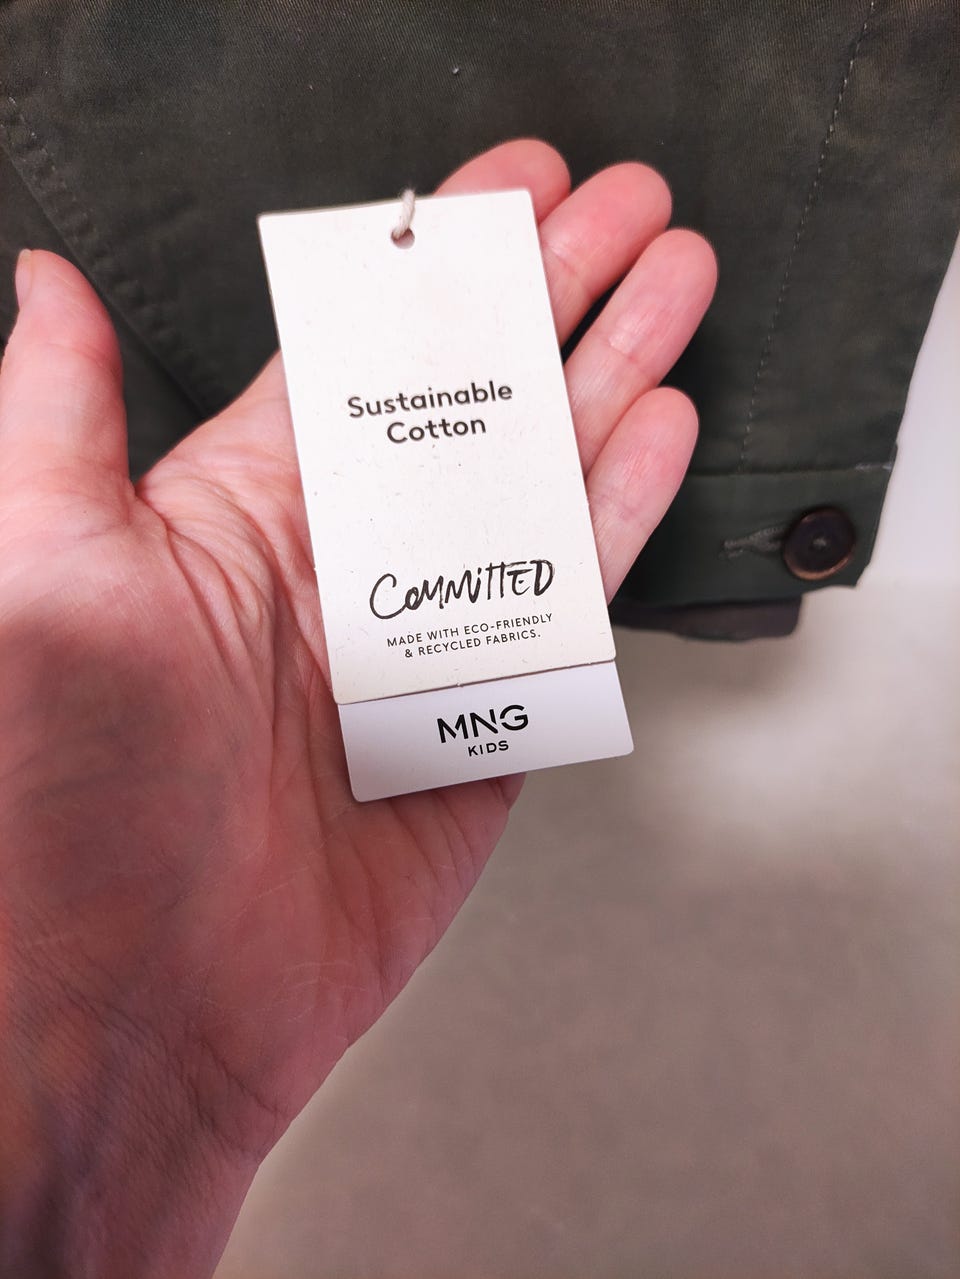 Sustainable
Cotton
COMMITTED
MADE WITH ECO-FRIENDLY
& RECYCLED FABRICS.
MNG
KIDS